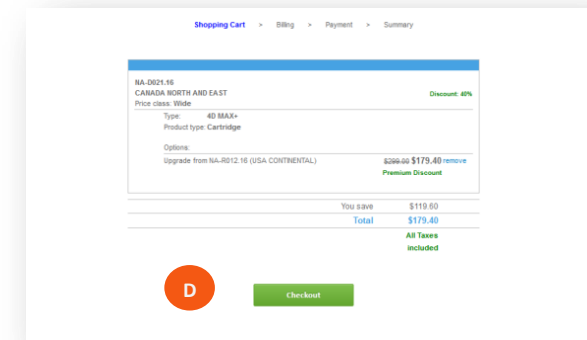 Shopping Cart > Billing > Payment > Summary
NA-D021.16
CANADA NORTH AND EAST
Discount: 40%
Price class: Wide
Type: 4D MAX+
Product type: Cartridge
Options:
Upgrade from NA-R012.16 (USA CONTINENTAL) $299.00 $179.40 remove
Premium Discount
You save $119.60
Total $179.40
All Taxes
included
D
Checkout